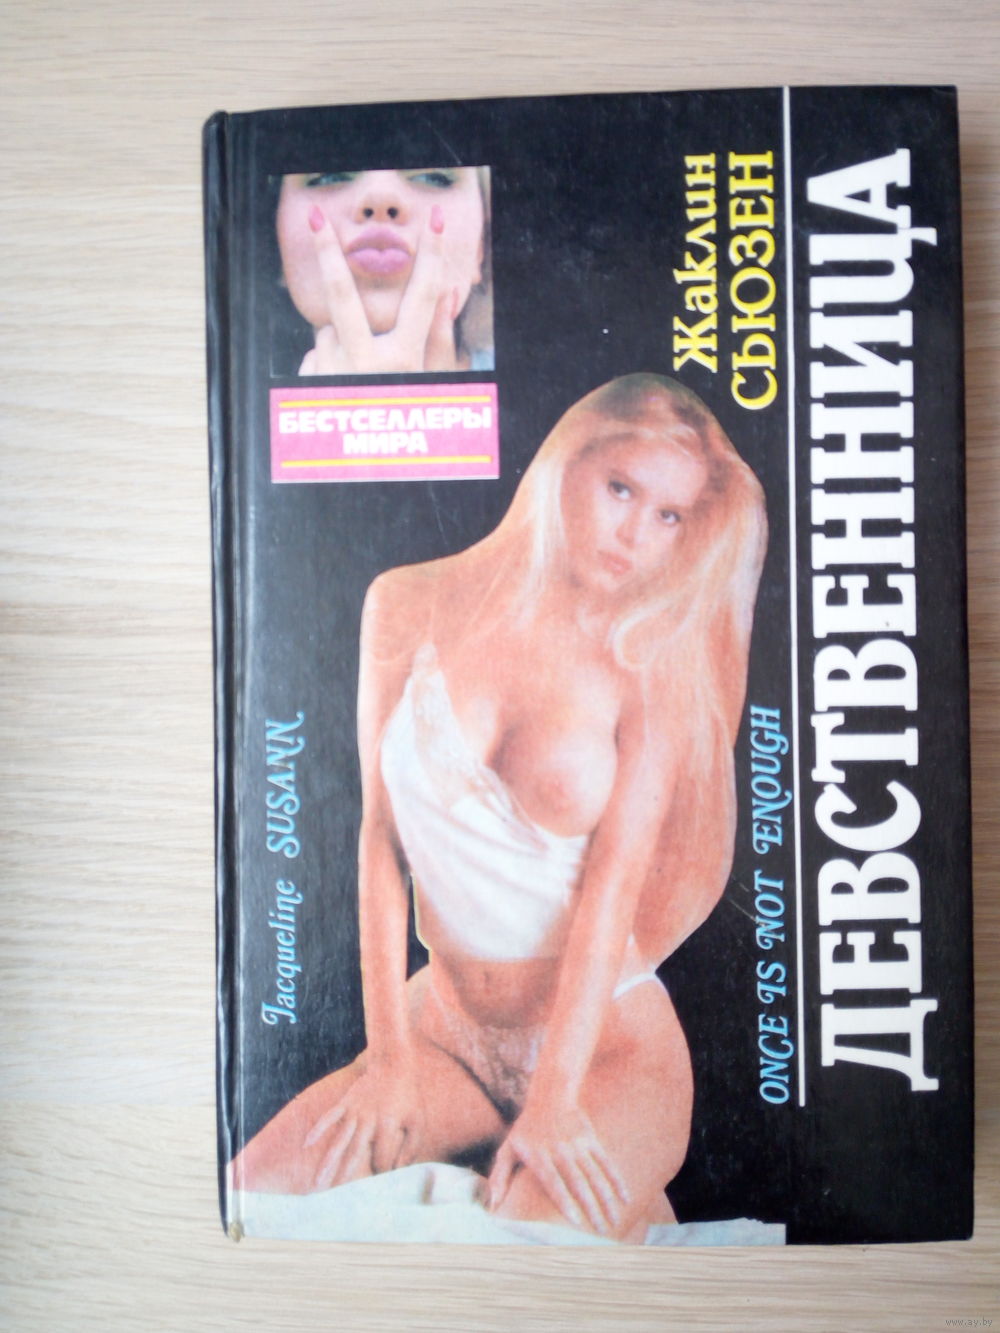 Жаклин
СЬЮЗЕН
ДЕВСТВЕННИЦА
БЕСТСЕЛЛЕРЫ
МИРА
Jacqueline SUSANN
ONCE IS NOT ENOUGH
www.ay.by